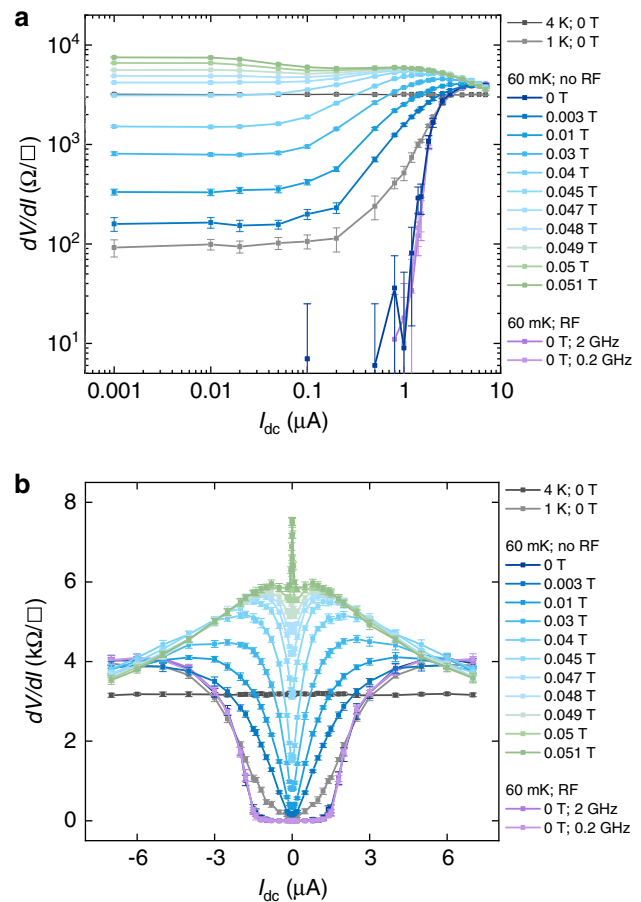 a
dV/dI (Ω/□)
10⁴
10³
10²
10¹
0.001
0.01
0.1
1
10
I_dc (μA)
4 K; 0 T
1 K; 0 T
60 mK; no RF
0 T
0.003 T
0.01 T
0.03 T
0.04 T
0.045 T
0.047 T
0.048 T
0.049 T
0.05 T
0.051 T
60 mK; RF
0 T; 2 GHz
0 T; 0.2 GHz
b
dV/dI (kΩ/□)
8
6
4
2
0
-6
-3
0
3
6
I_dc (μA)
4 K; 0 T
1 K; 0 T
60 mK; no RF
0 T
0.003 T
0.01 T
0.03 T
0.04 T
0.045 T
0.047 T
0.048 T
0.049 T
0.05 T
0.051 T
60 mK; RF
0 T; 2 GHz
0 T; 0.2 GHz